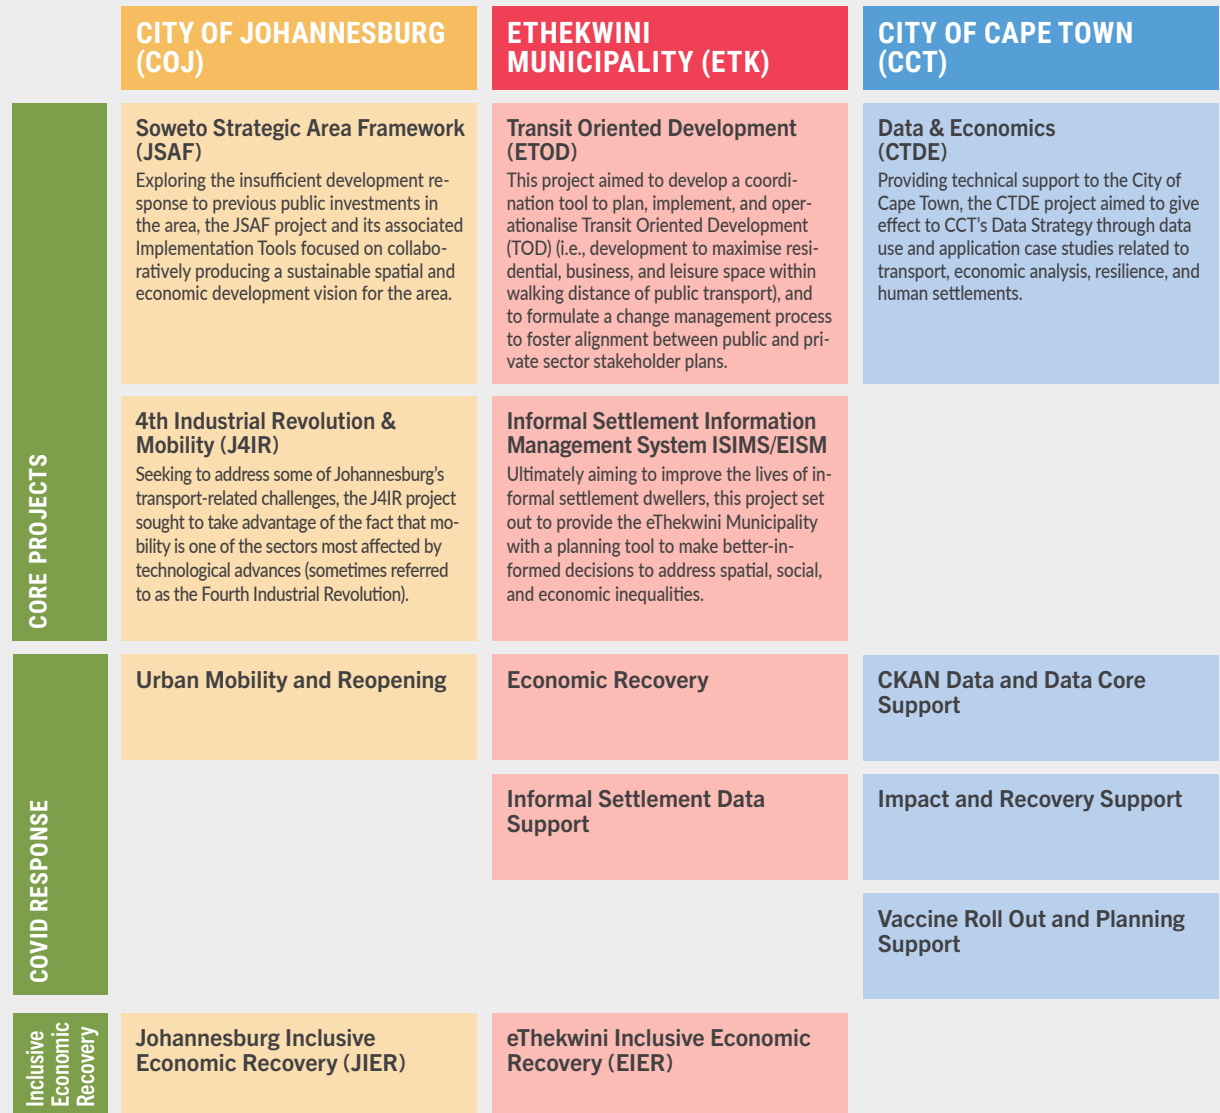 CITY OF JOHANNESBURG
(COJ)
ETHEKWINI
MUNICIPALITY (ETK)
CITY OF CAPE TOWN
(CCT)
CORE PROJECTS
Soweto Strategic Area Framework
(JSAF)
Exploring the insufficient development re-
sponse to previous public investments in
the area, the JSAF project and its associated
Implementation Tools focused on collabo-
ratively producing a sustainable spatial and
economic development vision for the area.
Transit Oriented Development
(ETOD)
This project aimed to develop a coordi-
nation tool to plan, implement, and oper-
ationalise Transit Oriented Development
(TOD) (i.e., development to maximise resi-
dential, business, and leisure space within
walking distance of public transport), and
to formulate a change management process
to foster alignment between public and pri-
vate sector stakeholder plans.
Data & Economics
(CTDE)
Providing technical support to the City of
Cape Town, the CTDE project aimed to give
effect to CCT's Data Strategy through data
use and application case studies related to
transport, economic analysis, resilience, and
human settlements.
4th Industrial Revolution &
Mobility (J4IR)
Seeking to address some of Johannesburg's
transport-related challenges, the J4IR project
sought to take advantage of the fact that mo-
bility is one of the sectors most affected by
technological advances (sometimes referred
to as the Fourth Industrial Revolution).
Informal Settlement Information
Management System ISIMS/EISM
Ultimately aiming to improve the lives of in-
formal settlement dwellers, this project set
out to provide the eThekwini Municipality
with a planning tool to make better-in-
formed decisions to address spatial, social,
and economic inequalities.
COVID RESPONSE
Urban Mobility and Reopening
Economic Recovery
CKAN Data and Data Core
Support
Informal Settlement Data
Support
Impact and Recovery Support
Vaccine Roll Out and Planning
Support
Inclusive
Economic
Recovery
Johannesburg Inclusive
Economic Recovery (JIER)
eThekwini Inclusive Economic
Recovery (EIER)